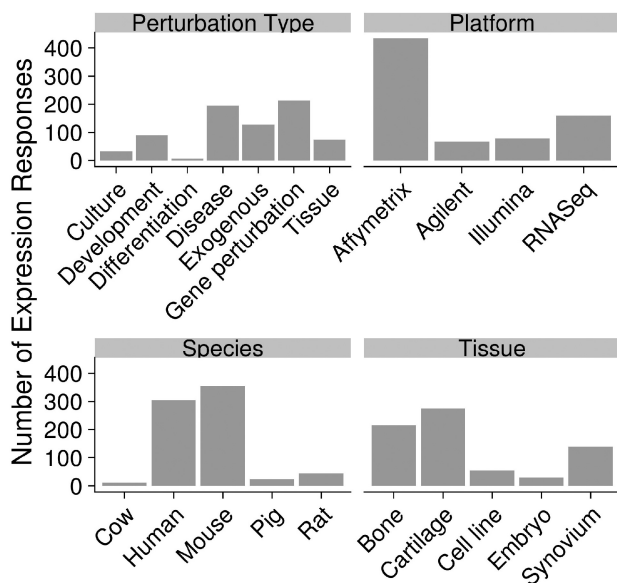 Perturbation Type
Platform
Number of Expression Responses
400
300
200
100
0
Culture
Development
Differentiation
Disease
Exogenous
Gene perturbation
Tissue
Affymetrix
Agilent
Illumina
RNASeq
Species
Tissue
400
300
200
100
0
Cow
Human
Mouse
Pig
Rat
Bone
Cartilage
Cell line
Embryo
Synovium